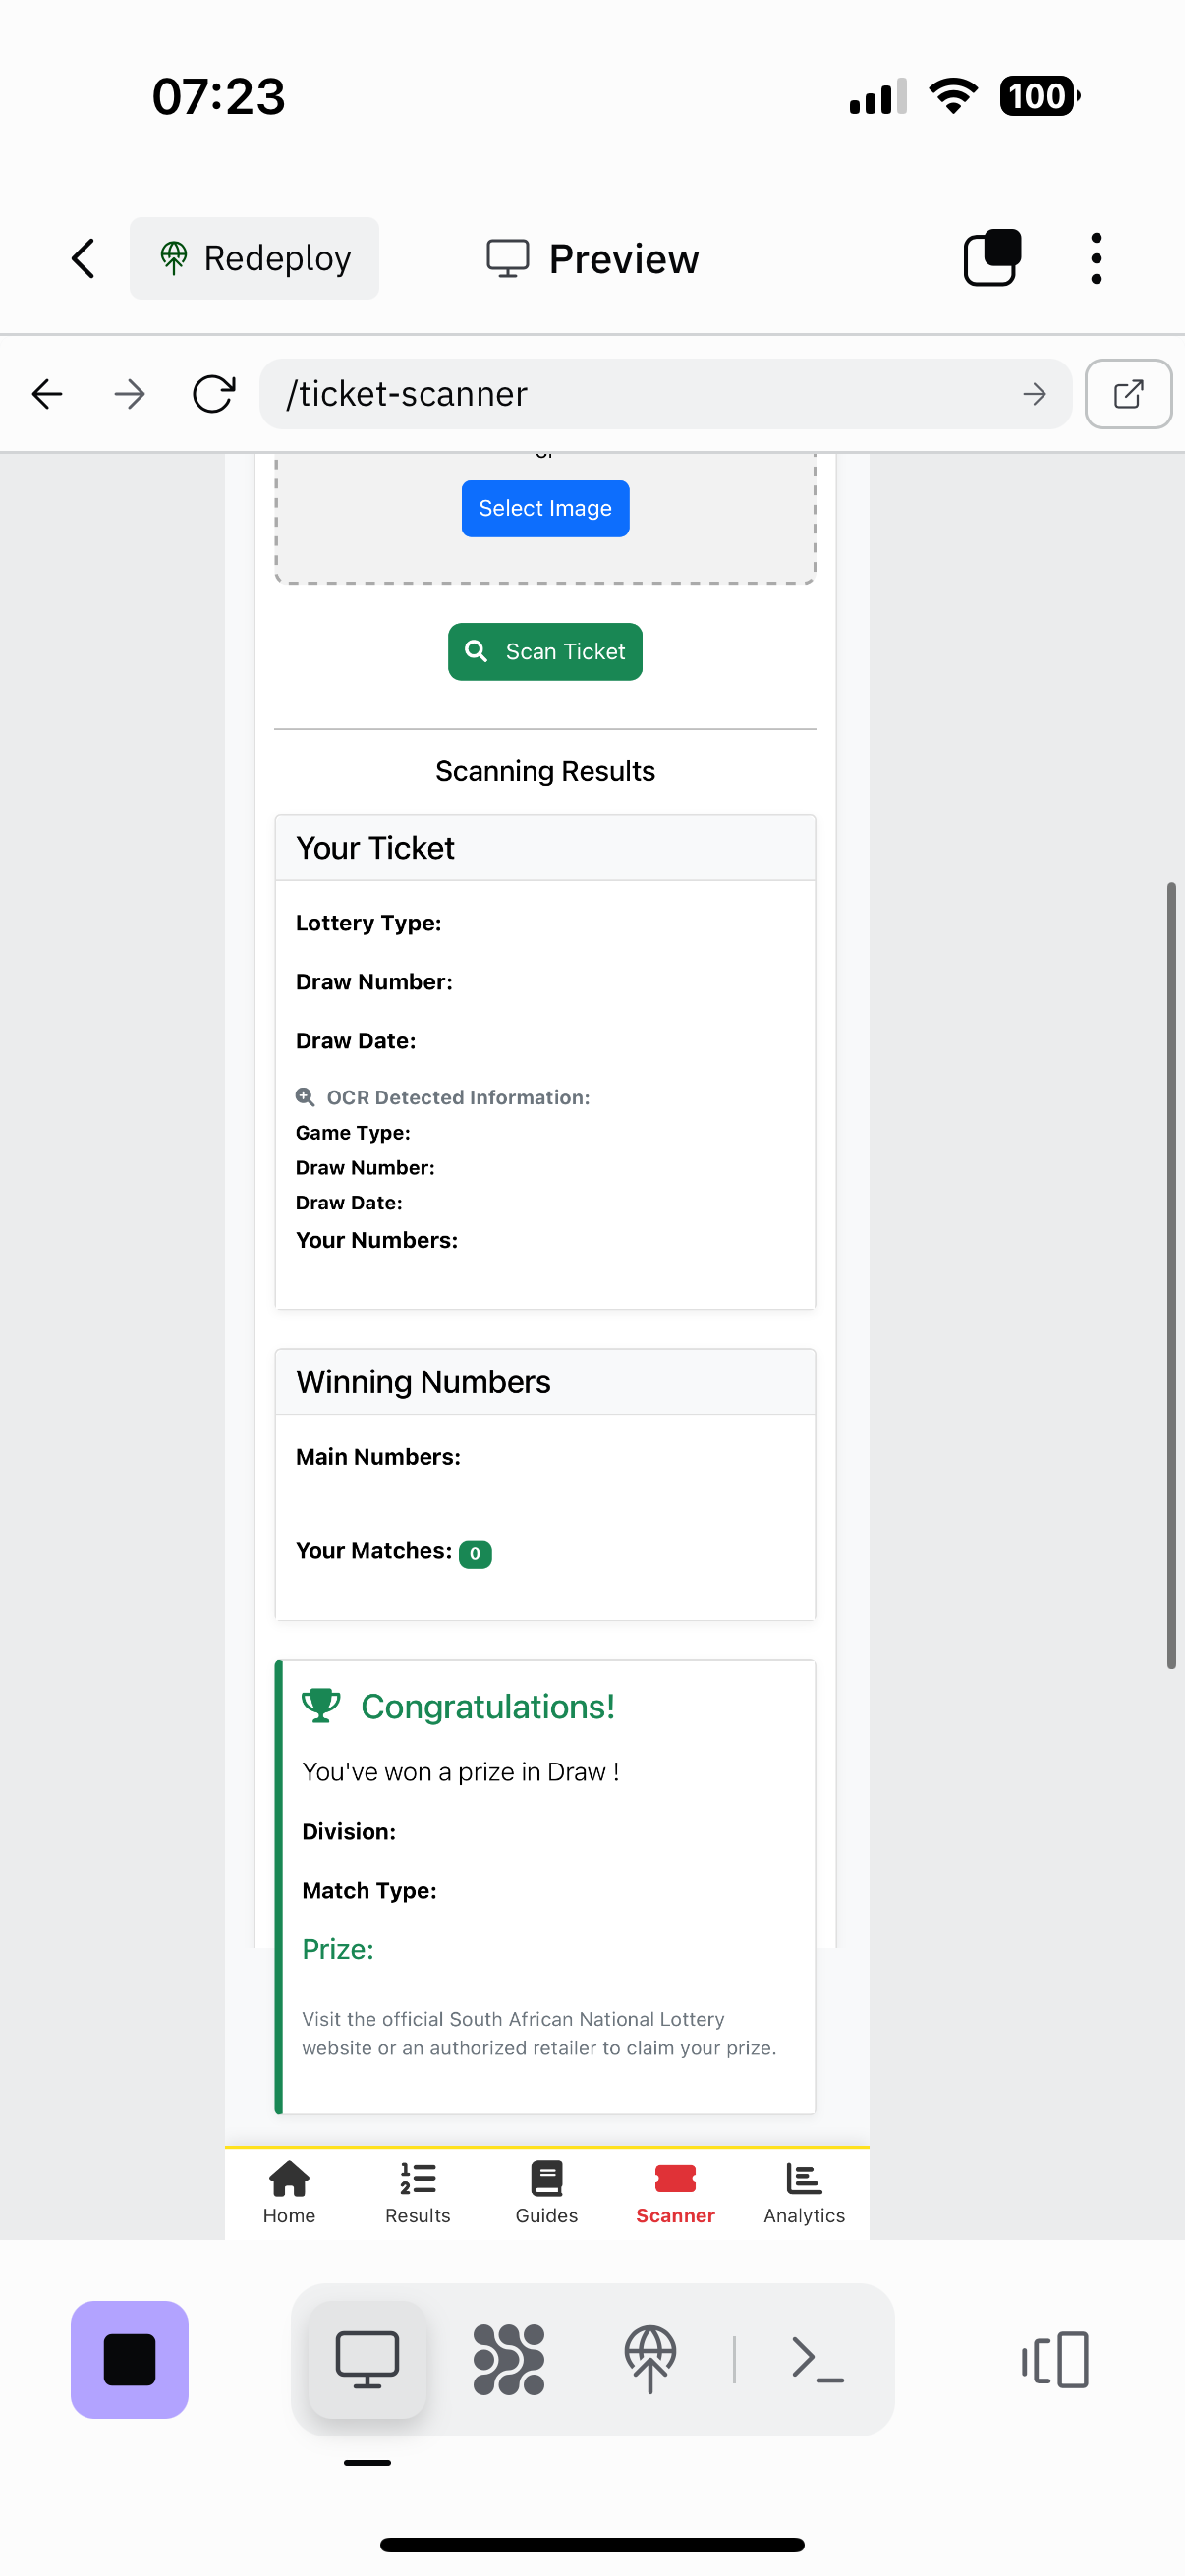 07:23
100
Redeploy
Preview
/ticket-scanner
Select Image
Scan Ticket
Scanning Results
Your Ticket
Lottery Type:
Draw Number:
Draw Date:
OCR Detected Information:
Game Type:
Draw Number:
Draw Date:
Your Numbers:
Winning Numbers
Main Numbers:
Your Matches: 0
Congratulations!
You've won a prize in Draw !
Division:
Match Type:
Prize:
Visit the official South African National Lottery
website or an authorized retailer to claim your prize.
Home Results Guides Scanner Analytics